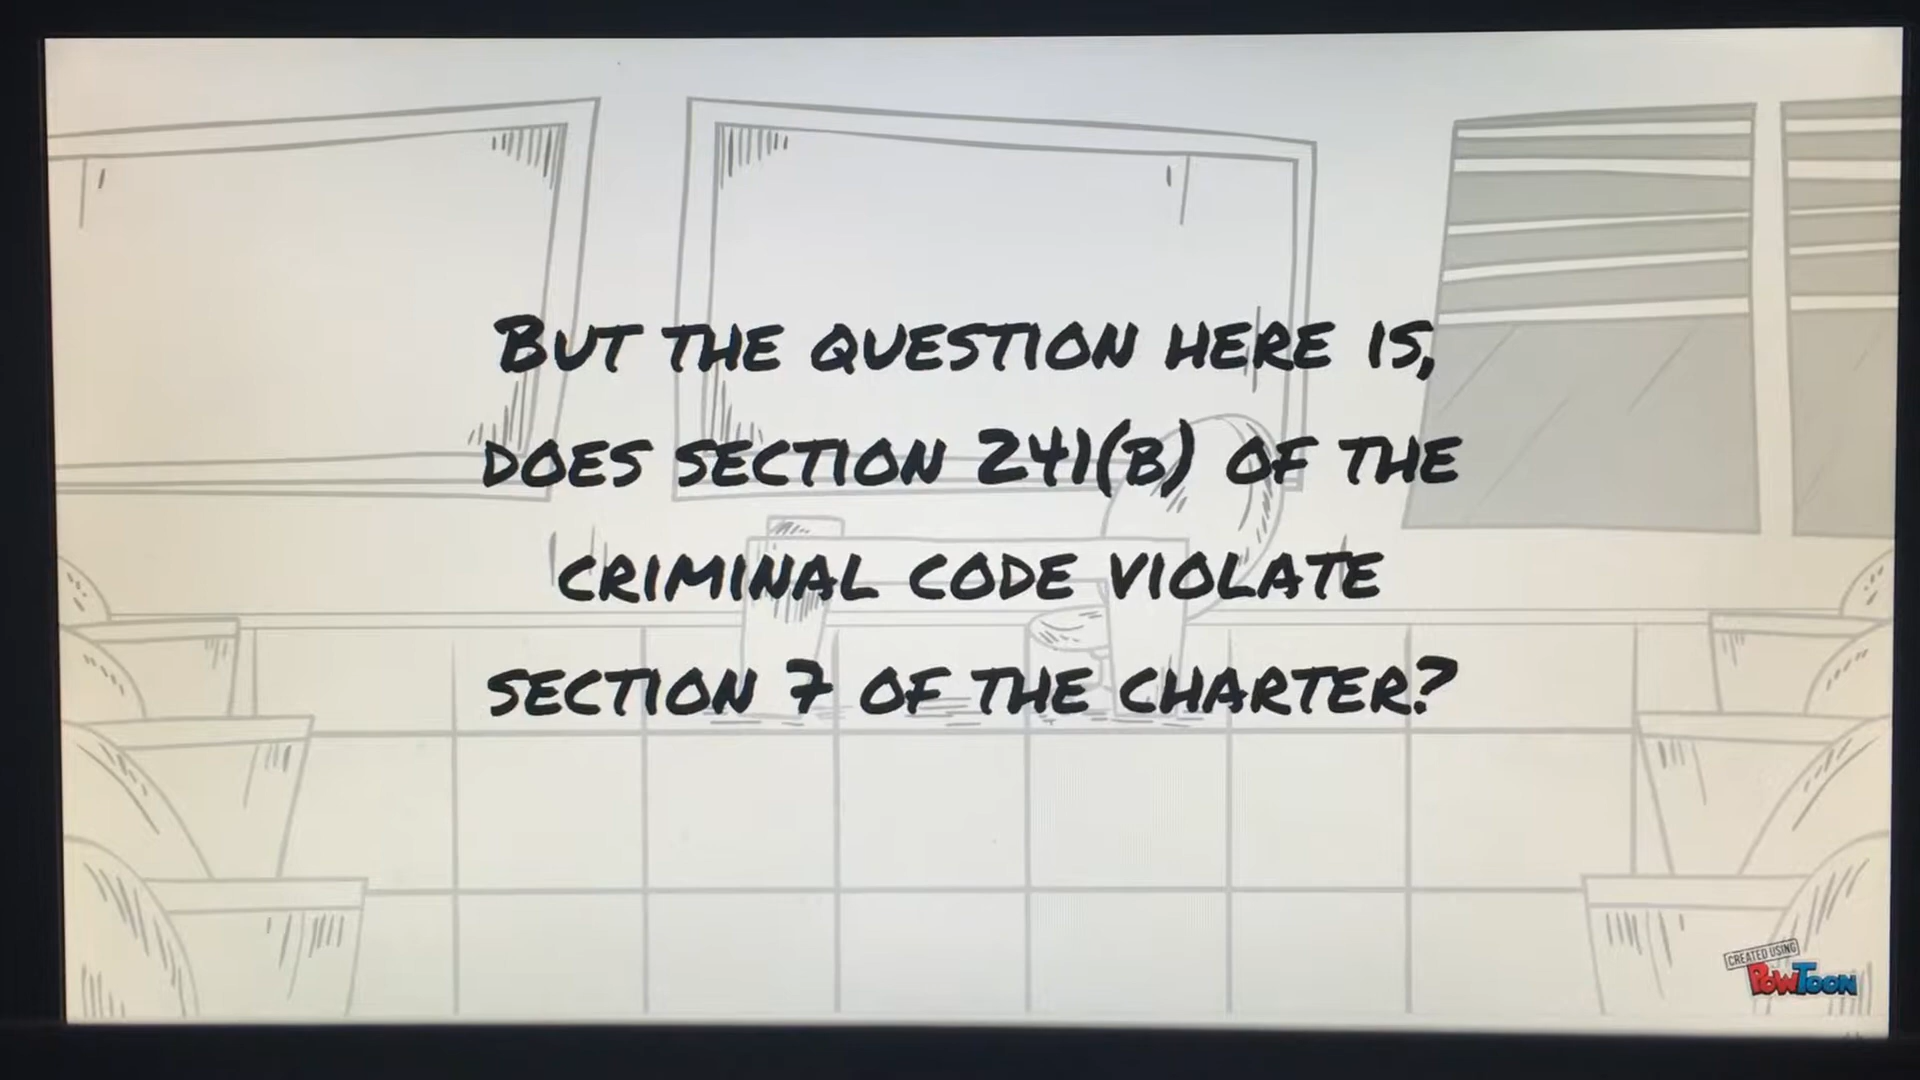 BUT THE QUESTION HERE IS,
DOES SECTION 241(B) OF THE
CRIMINAL CODE VIOLATE
SECTION 7 OF THE CHARTER?
CREATED USING
POWTOON